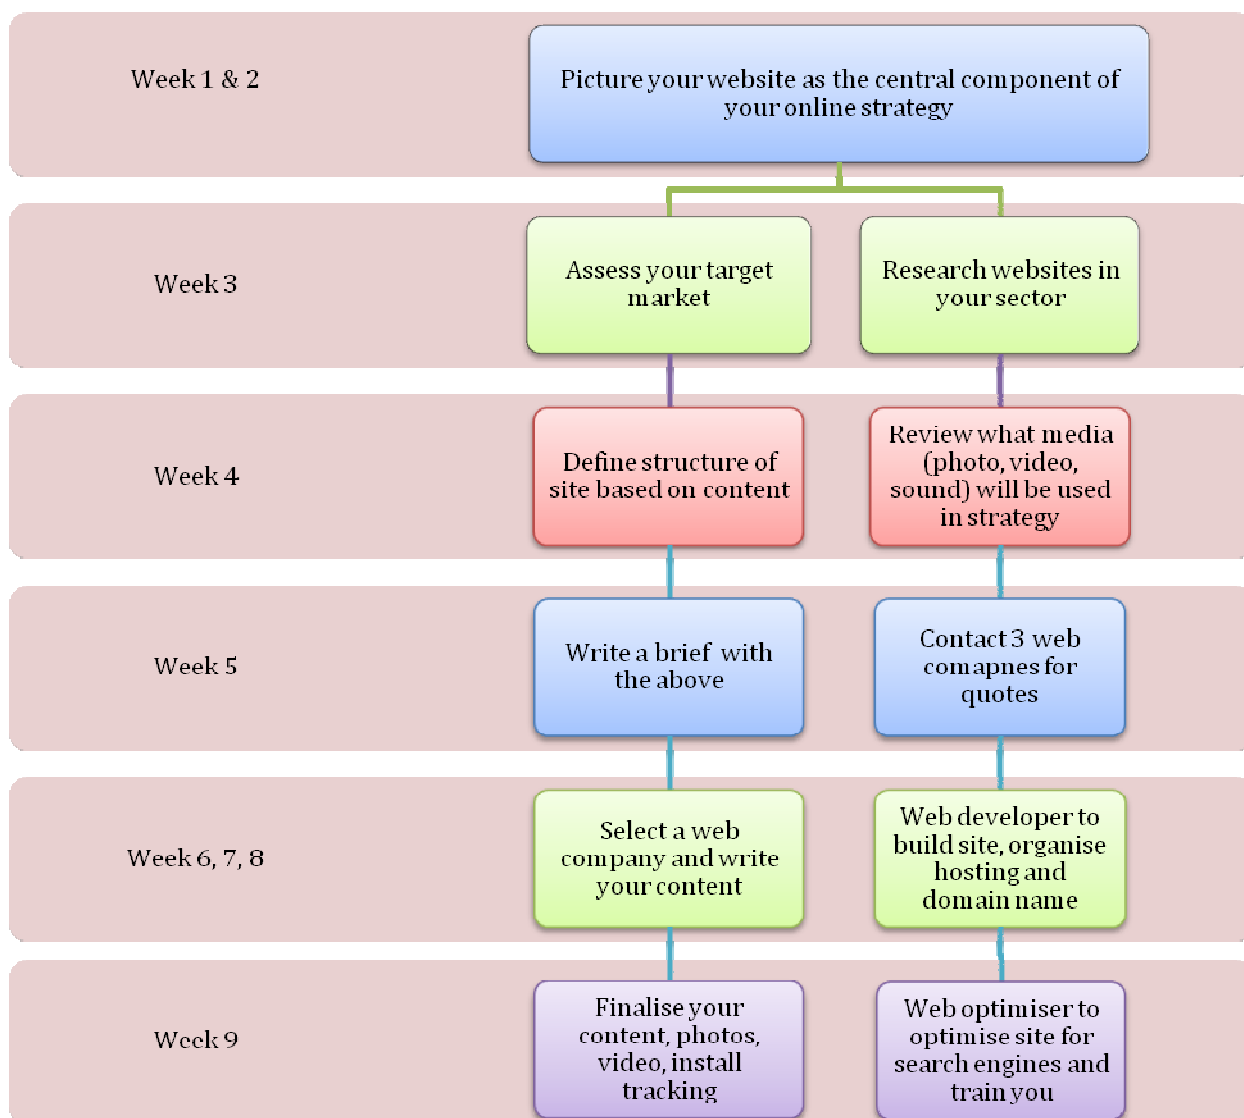 Week 1 & 2
Picture your website as the central component of
your online strategy
Week 3
Assess your target
market
Research websites in
your sector
Week 4
Define structure of
site based on content
Review what media
(photo, video,
sound) will be used
in strategy
Week 5
Write a brief with
the above
Contact 3 web
comapnes for
quotes
Week 6, 7, 8
Select a web
company and write
your content
Web developer to
build site, organise
hosting and
domain name
Week 9
Finalise your
content, photos,
video, install
tracking
Web optimiser to
optimise site for
search engines and
train you